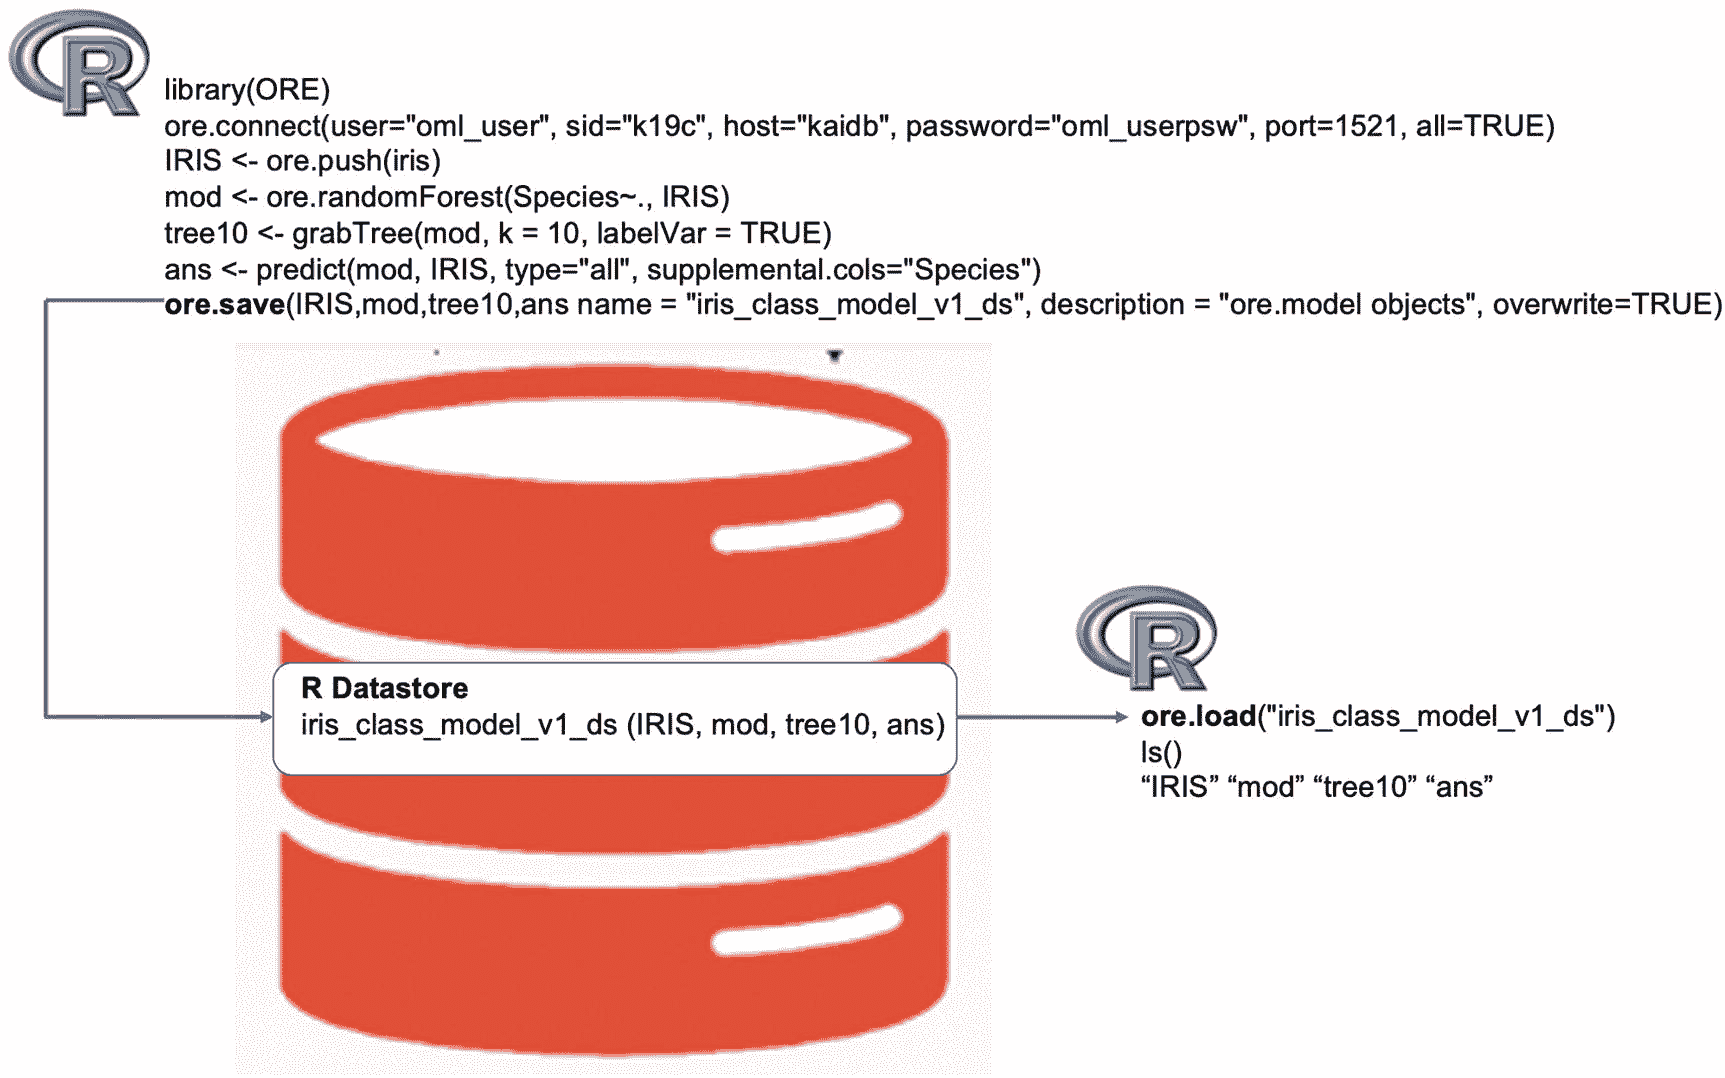 R
library(ORE)
ore.connect(user="oml_user", sid="k19c", host="kaidb", password="oml_userpsw", port=1521, all=TRUE)
IRIS <- ore.push(iris)
mod <- ore.randomForest(Species~., IRIS)
tree10 <- grabTree(mod, k = 10, labelVar = TRUE)
ans <- predict(mod, IRIS, type="all", supplemental.cols="Species")
ore.save(IRIS,mod,tree10,ans name = "iris_class_model_v1_ds", description = "ore.model objects", overwrite=TRUE)
R Datastore
iris_class_model_v1_ds (IRIS, mod, tree10, ans)
R
ore.load("iris_class_model_v1_ds")
ls()
“IRIS” “mod” “tree10” “ans”